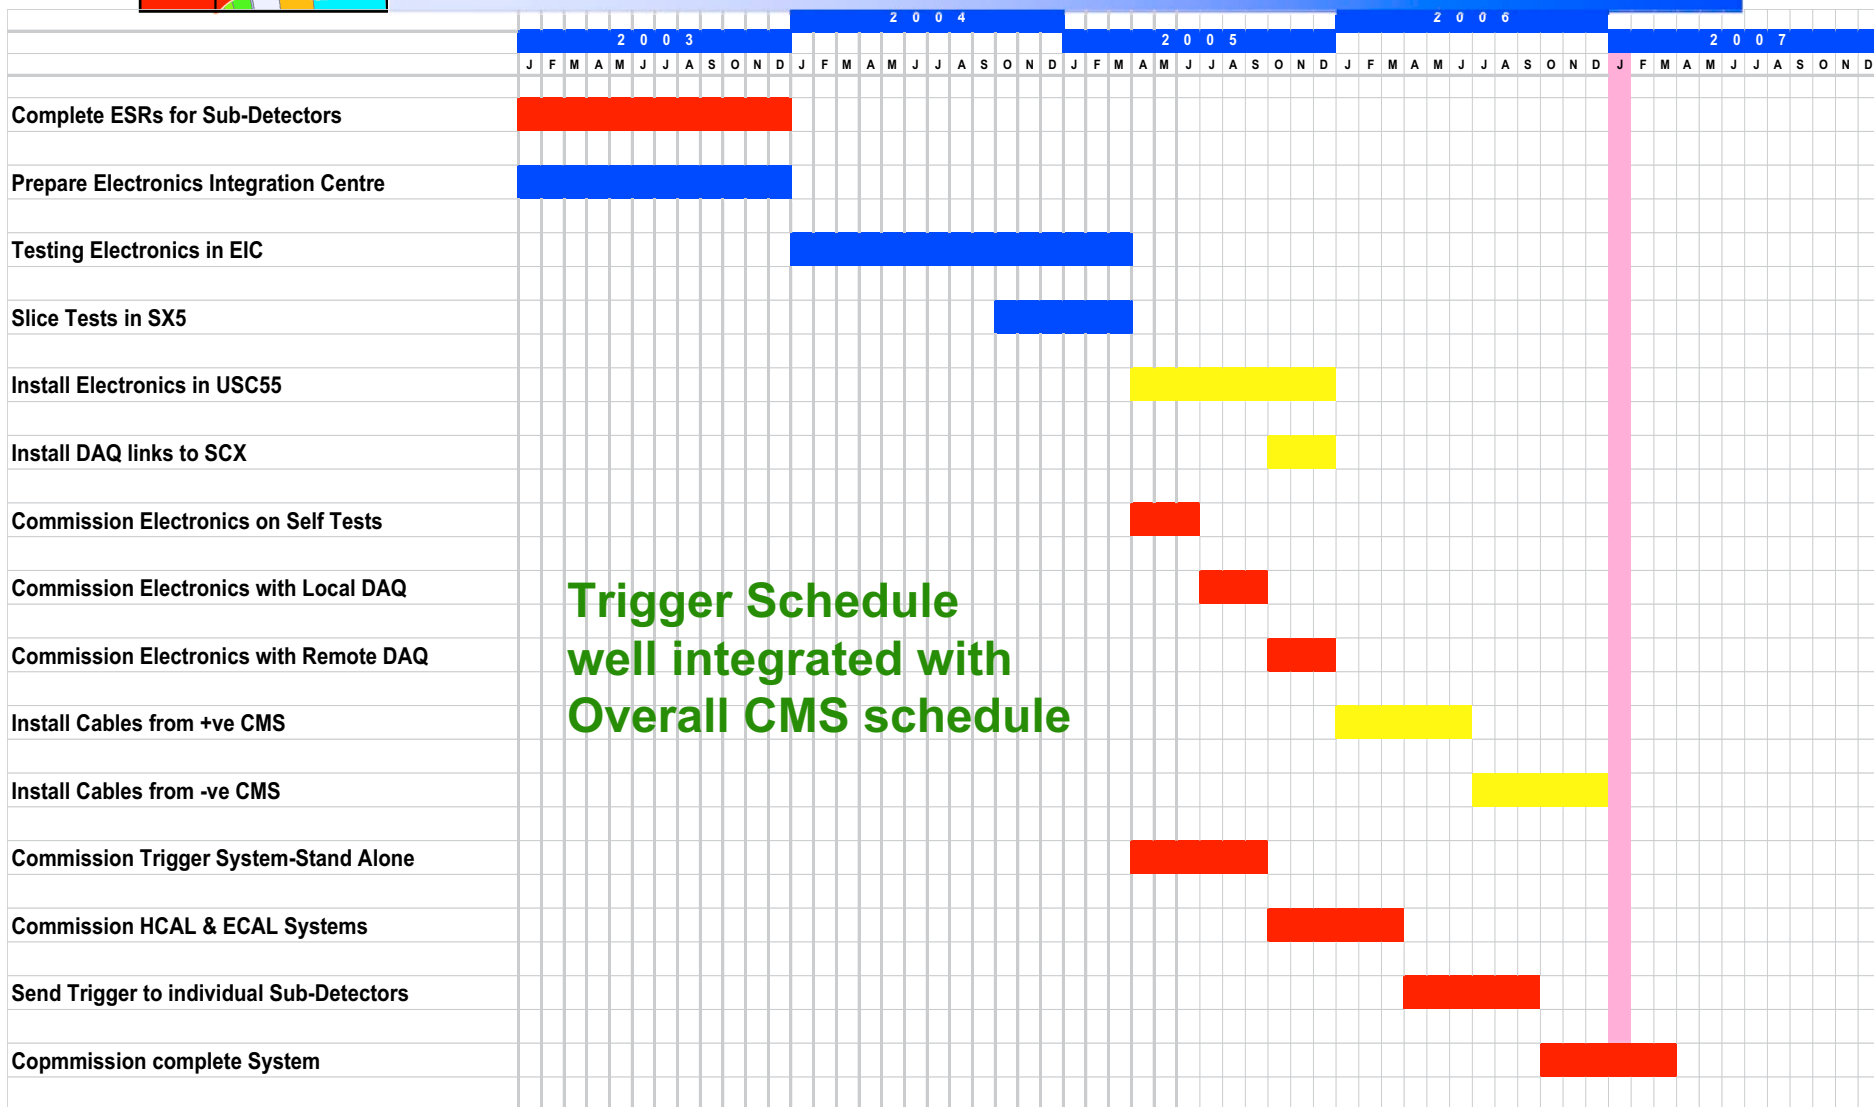 2 0 0 4 2 0 0 6
2 0 0 3 2 0 0 5 2 0 0 7
J F M A M J J A S O N D J F M A M J J A S O N D J F M A M J J A S O N D J F M A M J J A S O N D J F M A M J J A S O N D
Complete ESRs for Sub-Detectors
Prepare Electronics Integration Centre
Testing Electronics in EIC
Slice Tests in SX5
Install Electronics in USC55
Install DAQ links to SCX
Commission Electronics on Self Tests
Commission Electronics with Local DAQ
Commission Electronics with Remote DAQ
Install Cables from +ve CMS
Install Cables from -ve CMS
Commission Trigger System-Stand Alone
Commission HCAL & ECAL Systems
Send Trigger to individual Sub-Detectors
Copmmission complete System
Trigger Schedule
well integrated with
Overall CMS schedule